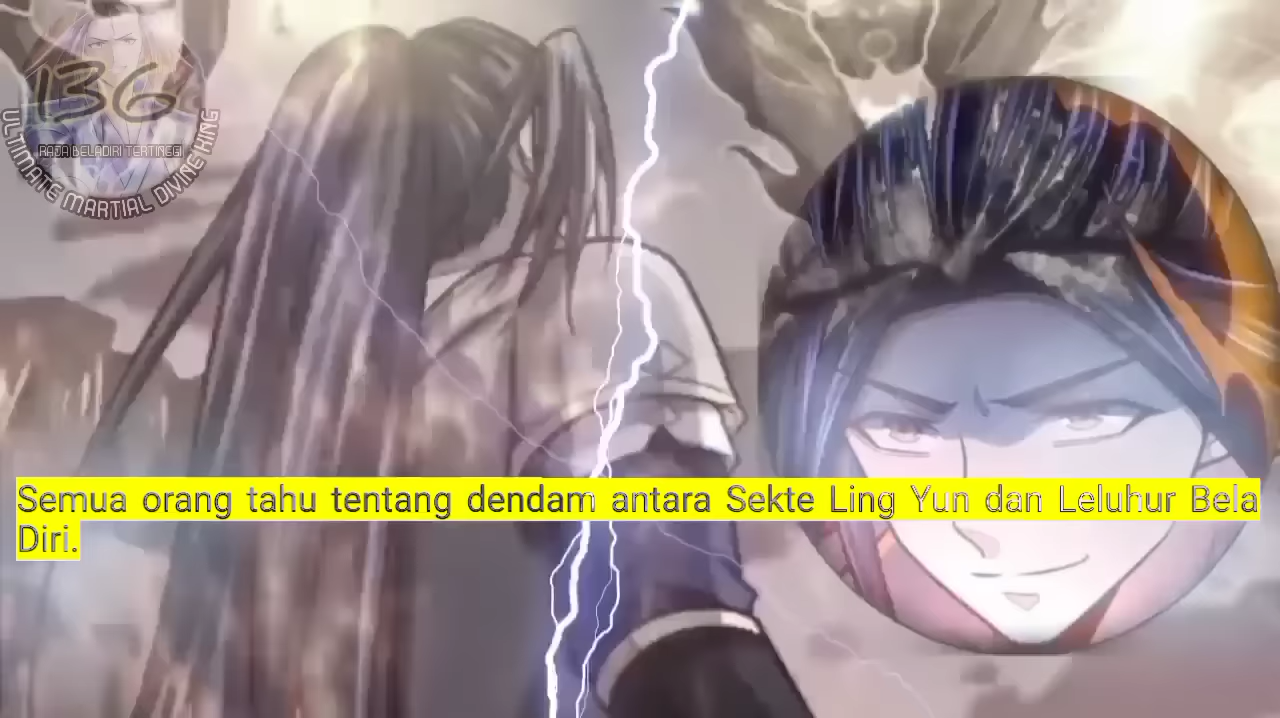 136
RAJA BELADIRI TERTINGGI
ULTIMATE MARTIAL DIVINE KING
Semua orang tahu tentang dendam antara Sekte Ling Yun dan Leluhur Bela
Diri.